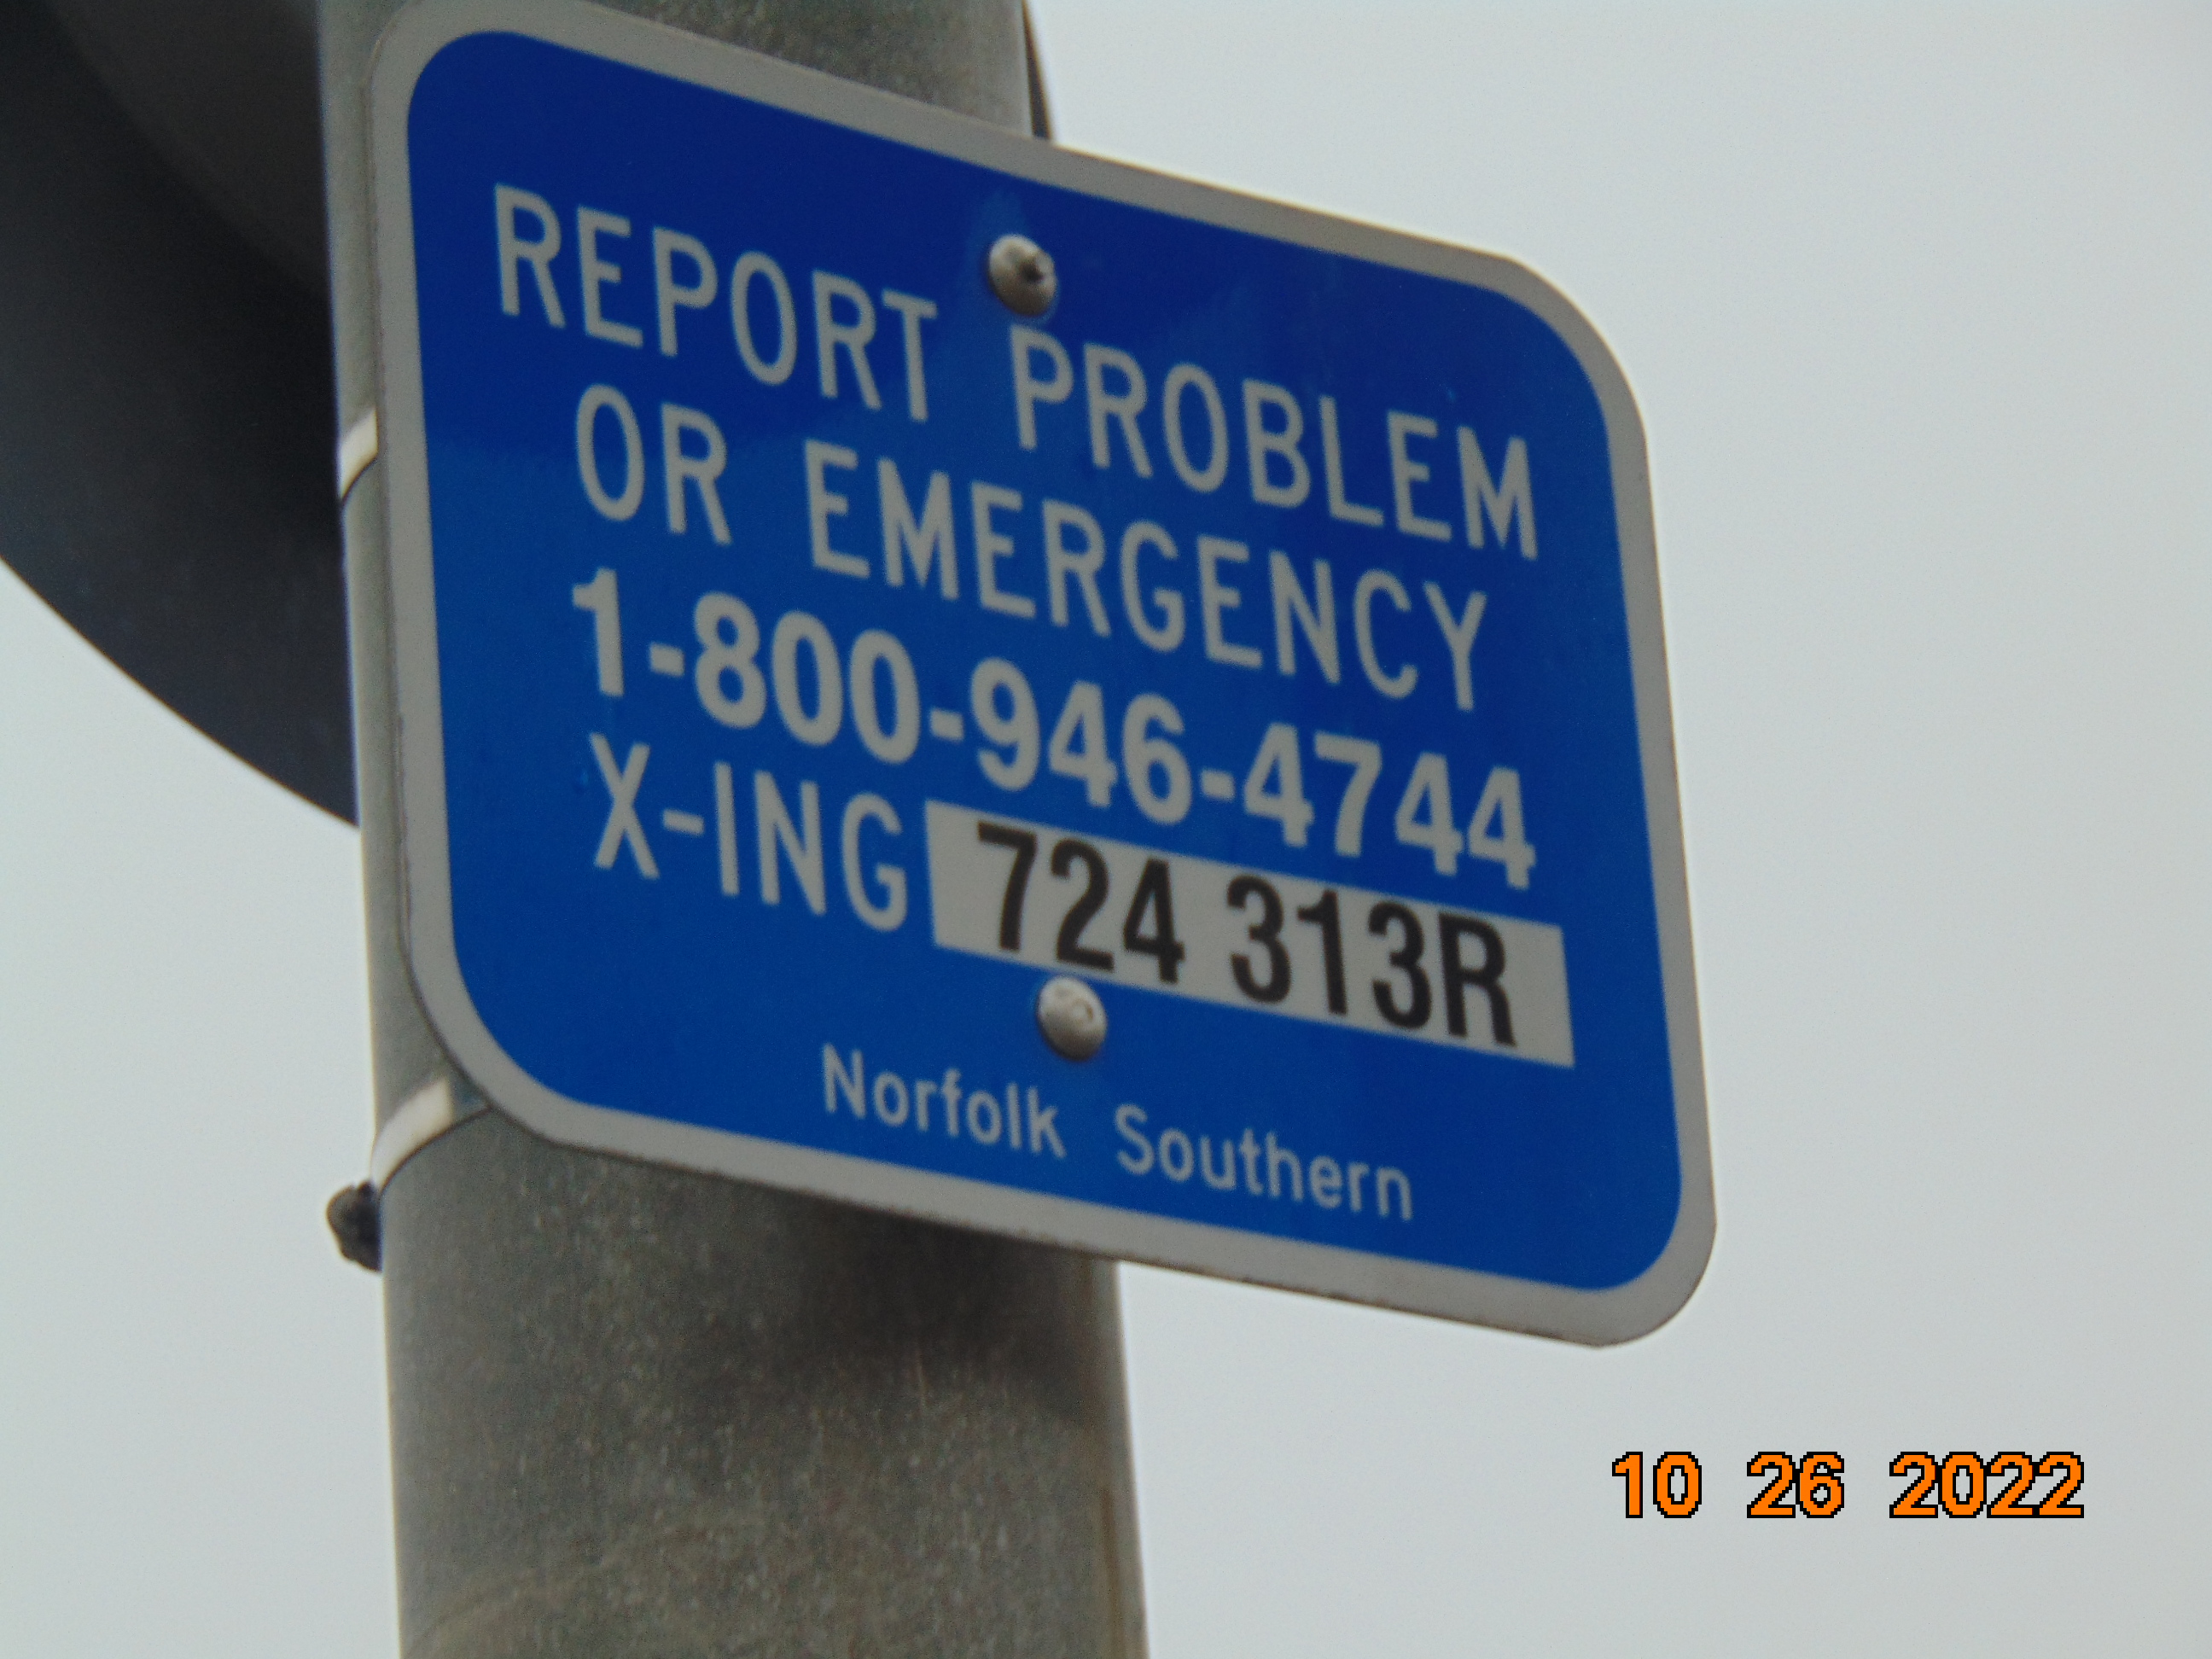 REPORT PROBLEM
OR EMERGENCY
1-800-946-4744
X-ING 724 313R
Norfolk Southern
10 26 2022